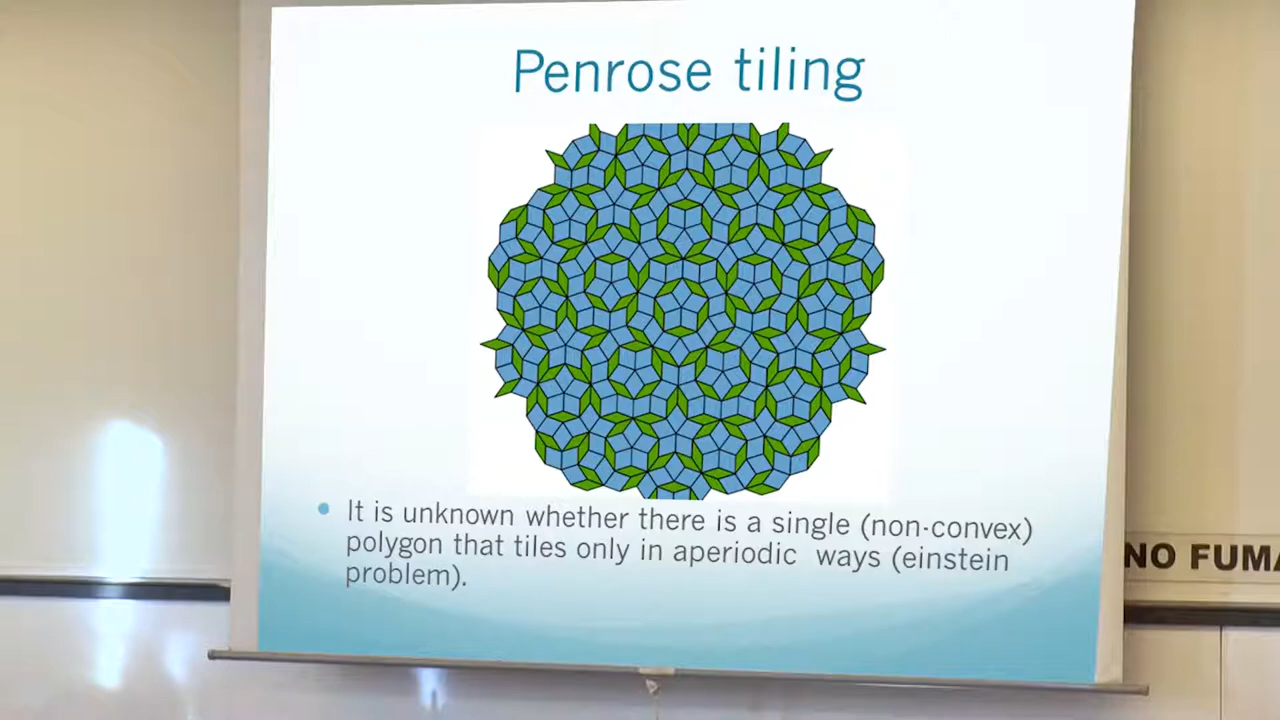 Penrose tiling
It is unknown whether there is a single (non-convex)
polygon that tiles only in aperiodic ways (einstein
problem).
NO FUMA